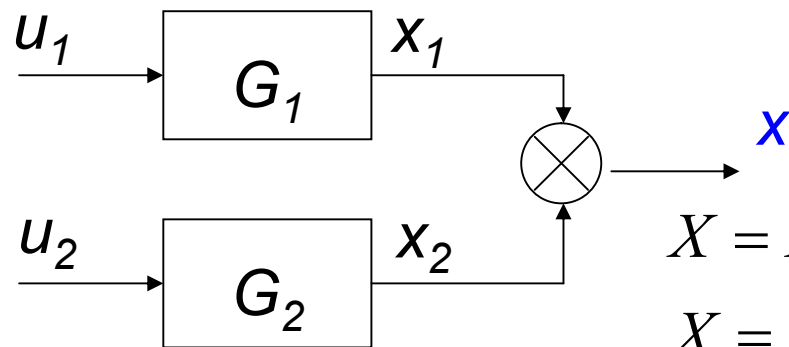 u₁ x₁
G₁
x
u₂ x₂
X =
G₂
X =